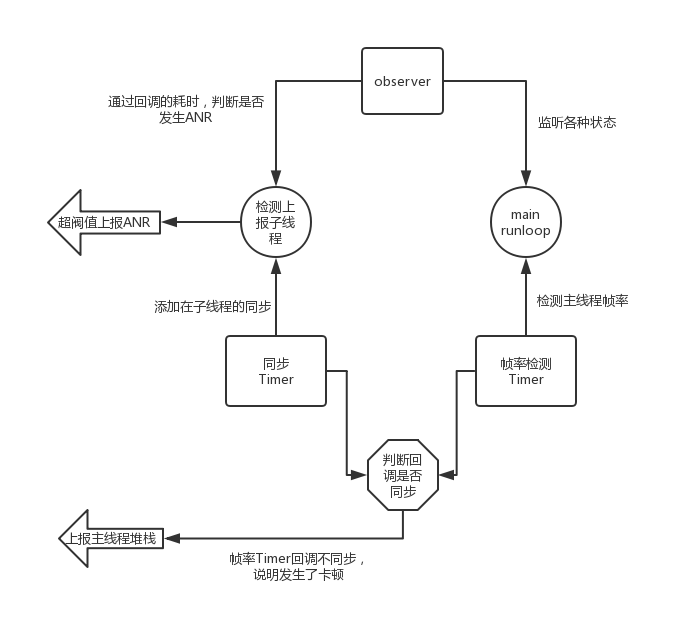 observer
通过回调的耗时，判断是否
发生ANR
监听各种状态
检测上
报子线
程
main
runloop
超阀值上报ANR
添加在子线程的同步
检测主线程帧率
同步
Timer
帧率检测
Timer
判断回
调是否
同步
上报主线程堆栈
帧率Timer回调不同步，
说明发生了卡顿